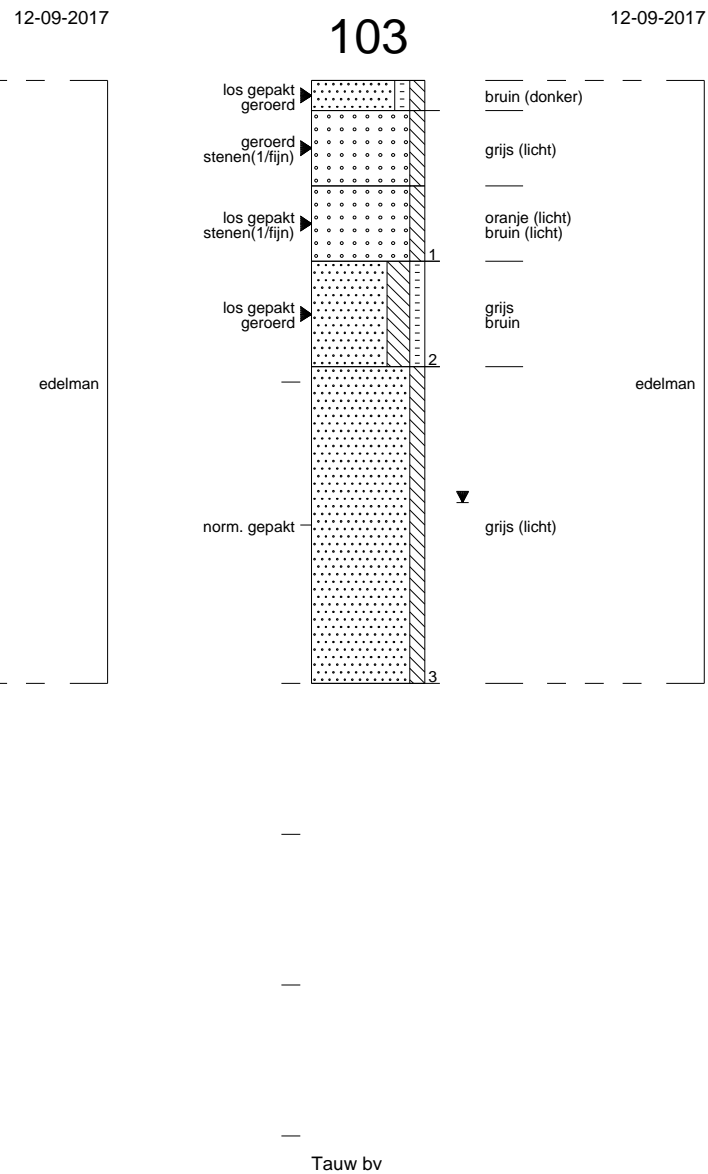 12-09-2017
103
12-09-2017
los gepakt
geroerd
bruin (donker)
geroerd
stenen(1/fijn)
grijs (licht)
los gepakt
stenen(1/fijn)
oranje (licht)
bruin (licht)
1
los gepakt
geroerd
grijs
bruin
2
edelman
edelman
norm. gepakt
grijs (licht)
3
Tauw bv